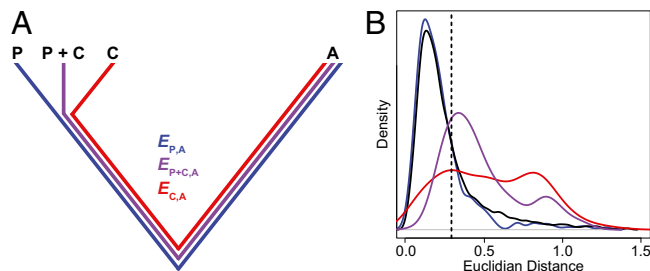 A
P P + C C A
E P,A
E P+C,A
E C,A
B
Density
0.0 0.5 1.0 1.5
Euclidian Distance